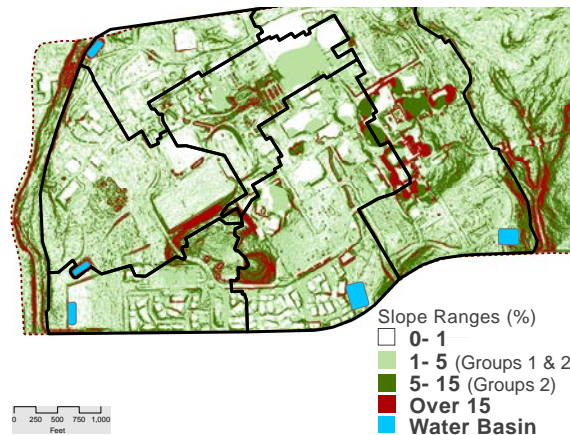 Slope Ranges (%)
0- 1
1- 5 (Groups 1 & 2
5- 15 (Groups 2)
Over 15
Water Basin
0 250 500 750 1,000
Feet